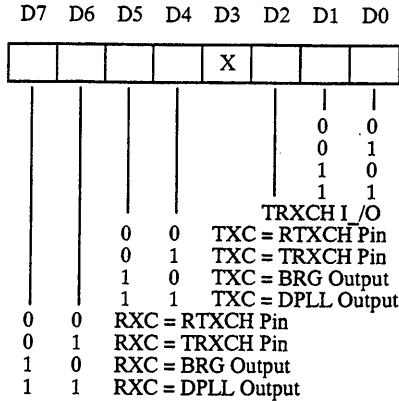 D7 D6 D5 D4 D3 D2 D1 D0
X
0 0
0 1
1 0
1 1
TRXCH I_/O
0 0 TXC = RTXCH Pin
0 1 TXC = TRXCH Pin
1 0 TXC = BRG Output
1 1 TXC = DPLL Output
0 0 RXC = RTXCH Pin
0 1 RXC = TRXCH Pin
1 0 RXC = BRG Output
1 1 RXC = DPLL Output